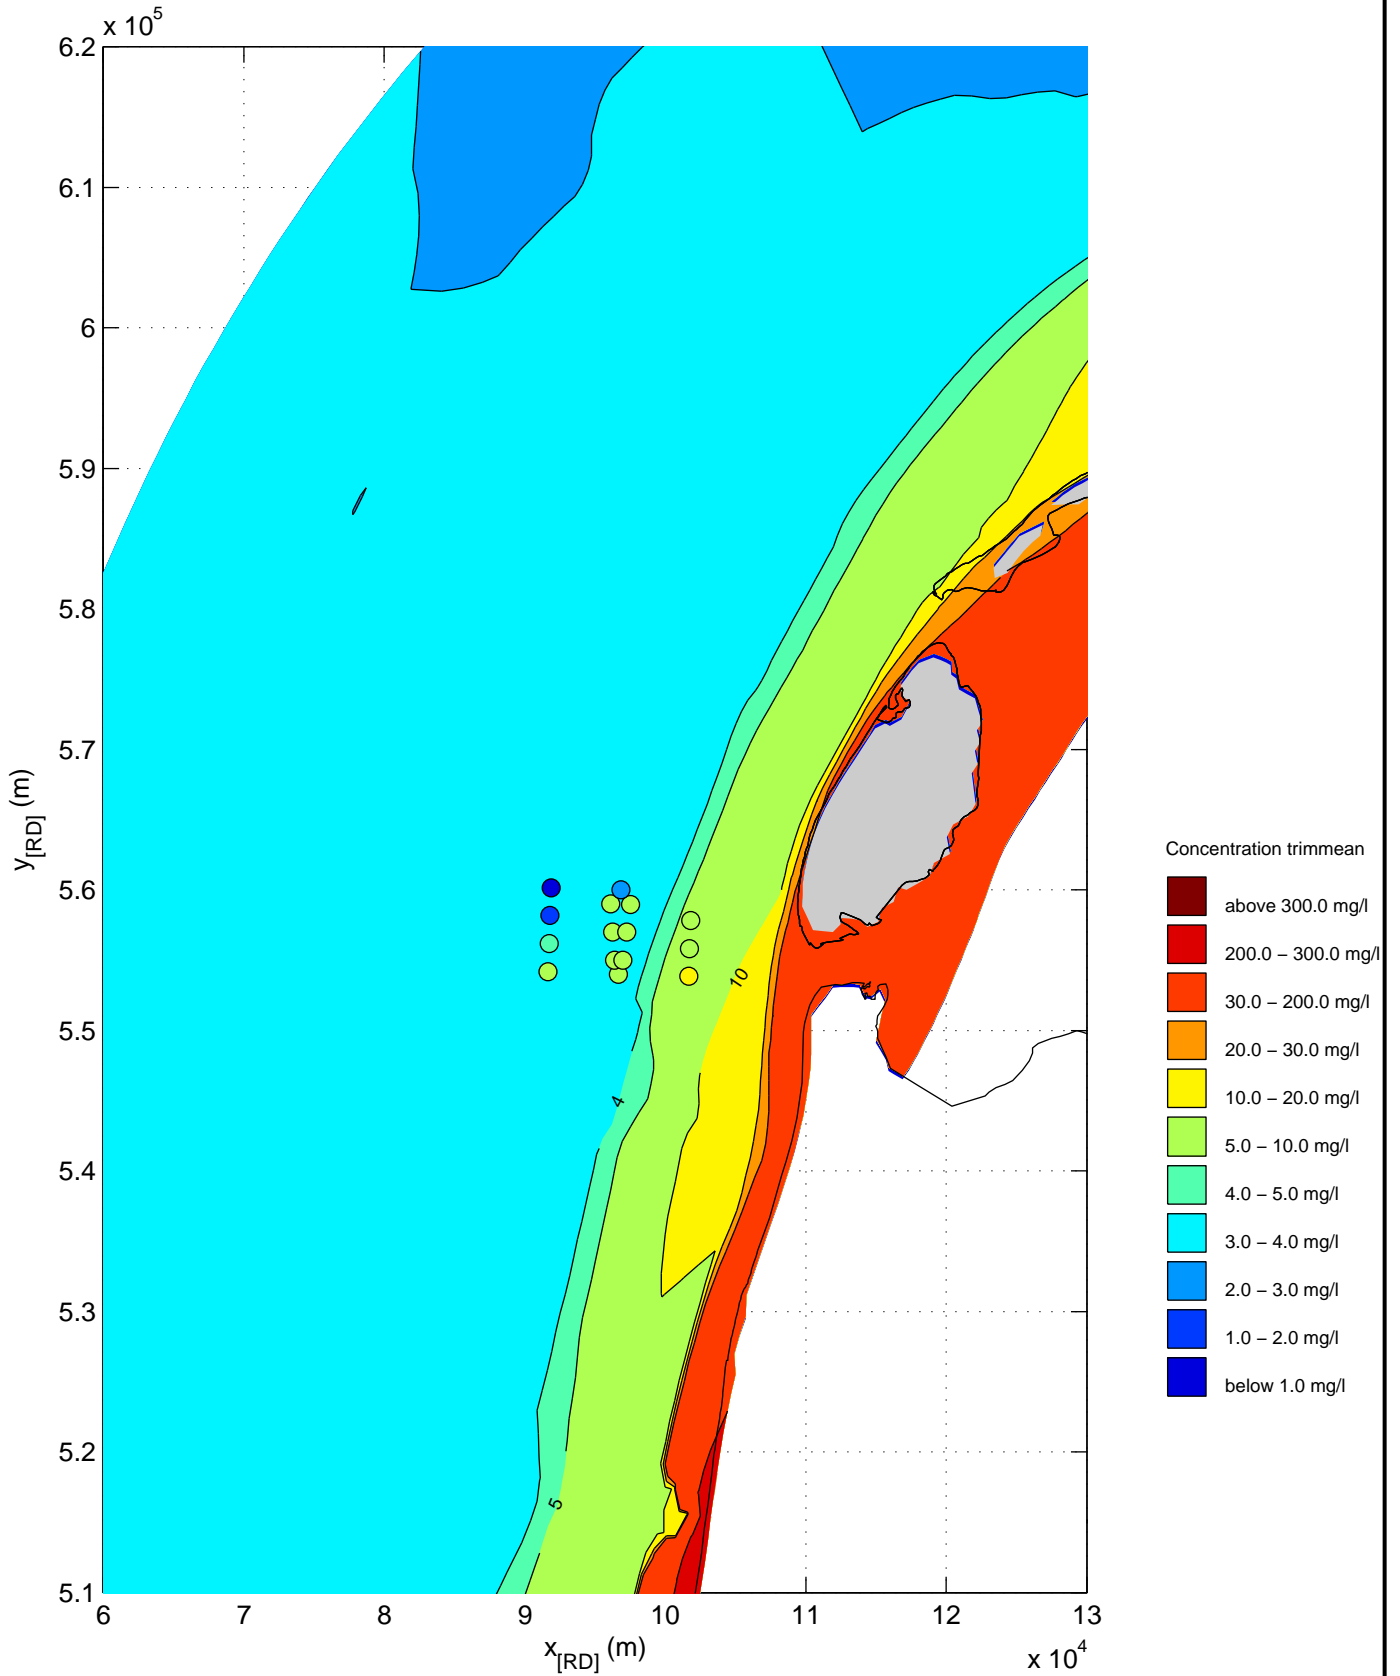 x 10⁵
6.2
6.1
6
5.9
5.8
5.7
5.6
5.5
5.4
5.3
5.2
5.1
y[RD] (m)
10
4
5
6 7 8 9 10 11 12 13
x[RD] (m)
x 10⁴
Concentration trimmean
above 300.0 mg/l
200.0 – 300.0 mg/l
30.0 – 200.0 mg/l
20.0 – 30.0 mg/l
10.0 – 20.0 mg/l
5.0 – 10.0 mg/l
4.0 – 5.0 mg/l
3.0 – 4.0 mg/l
2.0 – 3.0 mg/l
1.0 – 2.0 mg/l
below 1.0 mg/l